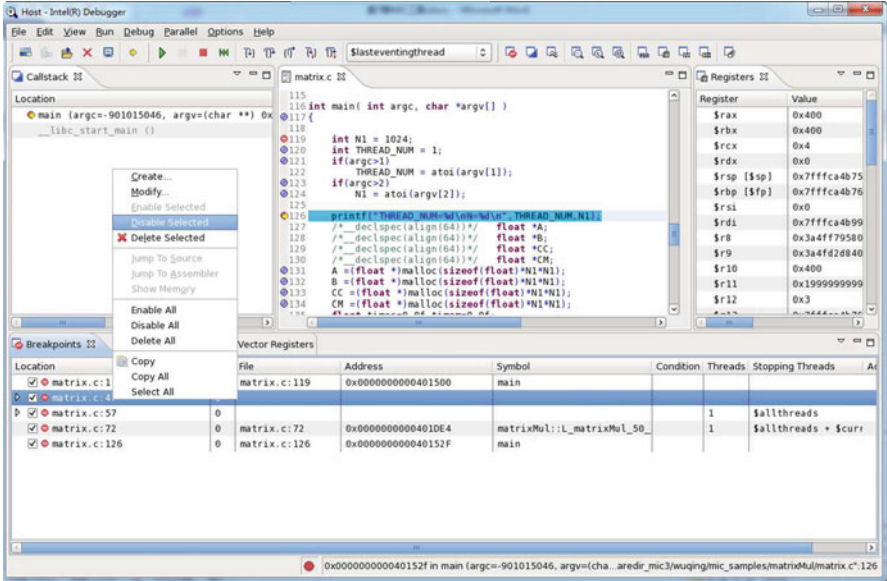 Host - Intel(R) Debugger
File Edit View Run Debug Parallel Options Help
$lasteventingthread
Callstack
Location
main (argc=-901015046, argv=(char **) 0x
__libc_start_main ()
Create...
Modify...
Enable Selected
Disable Selected
Delete Selected
Jump To Source
Jump To Assembler
Show Memory
Enable All
Disable All
Delete All
Copy
Copy All
Select All
matrix.c
115
116 int main( int argc, char *argv[] )
117 {
118
119 int N1 = 1024;
120 int THREAD_NUM = 1;
121 if(argc>1)
122 THREAD_NUM = atoi(argv[1]);
123 if(argc>2)
124 N1 = atoi(argv[2]);
125
126 printf("THREAD_NUM=%d\nN=%d\n",THREAD_NUM,N1);
127 /*__declspec(align(64))*/ float *A;
128 /*__declspec(align(64))*/ float *B;
129 /*__declspec(align(64))*/ float *CC;
130 /*__declspec(align(64))*/ float *CM;
131 A =(float *)malloc(sizeof(float)*N1*N1);
132 B =(float *)malloc(sizeof(float)*N1*N1);
133 CC =(float *)malloc(sizeof(float)*N1*N1);
134 CM =(float *)malloc(sizeof(float)*N1*N1);
Registers
Register Value
$rax 0x400
$rbx 0x400
$rcx 0x4
$rdx 0x0
$rsp [$sp] 0x7fffca4b75
$rbp [$fp] 0x7fffca4b76
$rsi 0x0
$rdi 0x7fffca4b99
$r8 0x3a4ff79580
$r9 0x3a4fd2d840
$r10 0x400
$r11 0x1999999999
$r12 0x3
Breakpoints Vector Registers
Location File Address Symbol Condition Threads Stopping Threads
matrix.c:1 matrix.c:119 0x0000000000401500 main
matrix.c:4
matrix.c:57 0 1 $allthreads
matrix.c:72 0 matrix.c:72 0x0000000000401DE4 matrixMul::L_matrixMul_50_ 1 $allthreads + $curr
matrix.c:126 0 matrix.c:126 0x000000000040152F main
0x000000000040152f in main (argc=-901015046, argv=(cha...aredir_mic3/wuqing/mic_samples/matrixMul/matrix.c":126